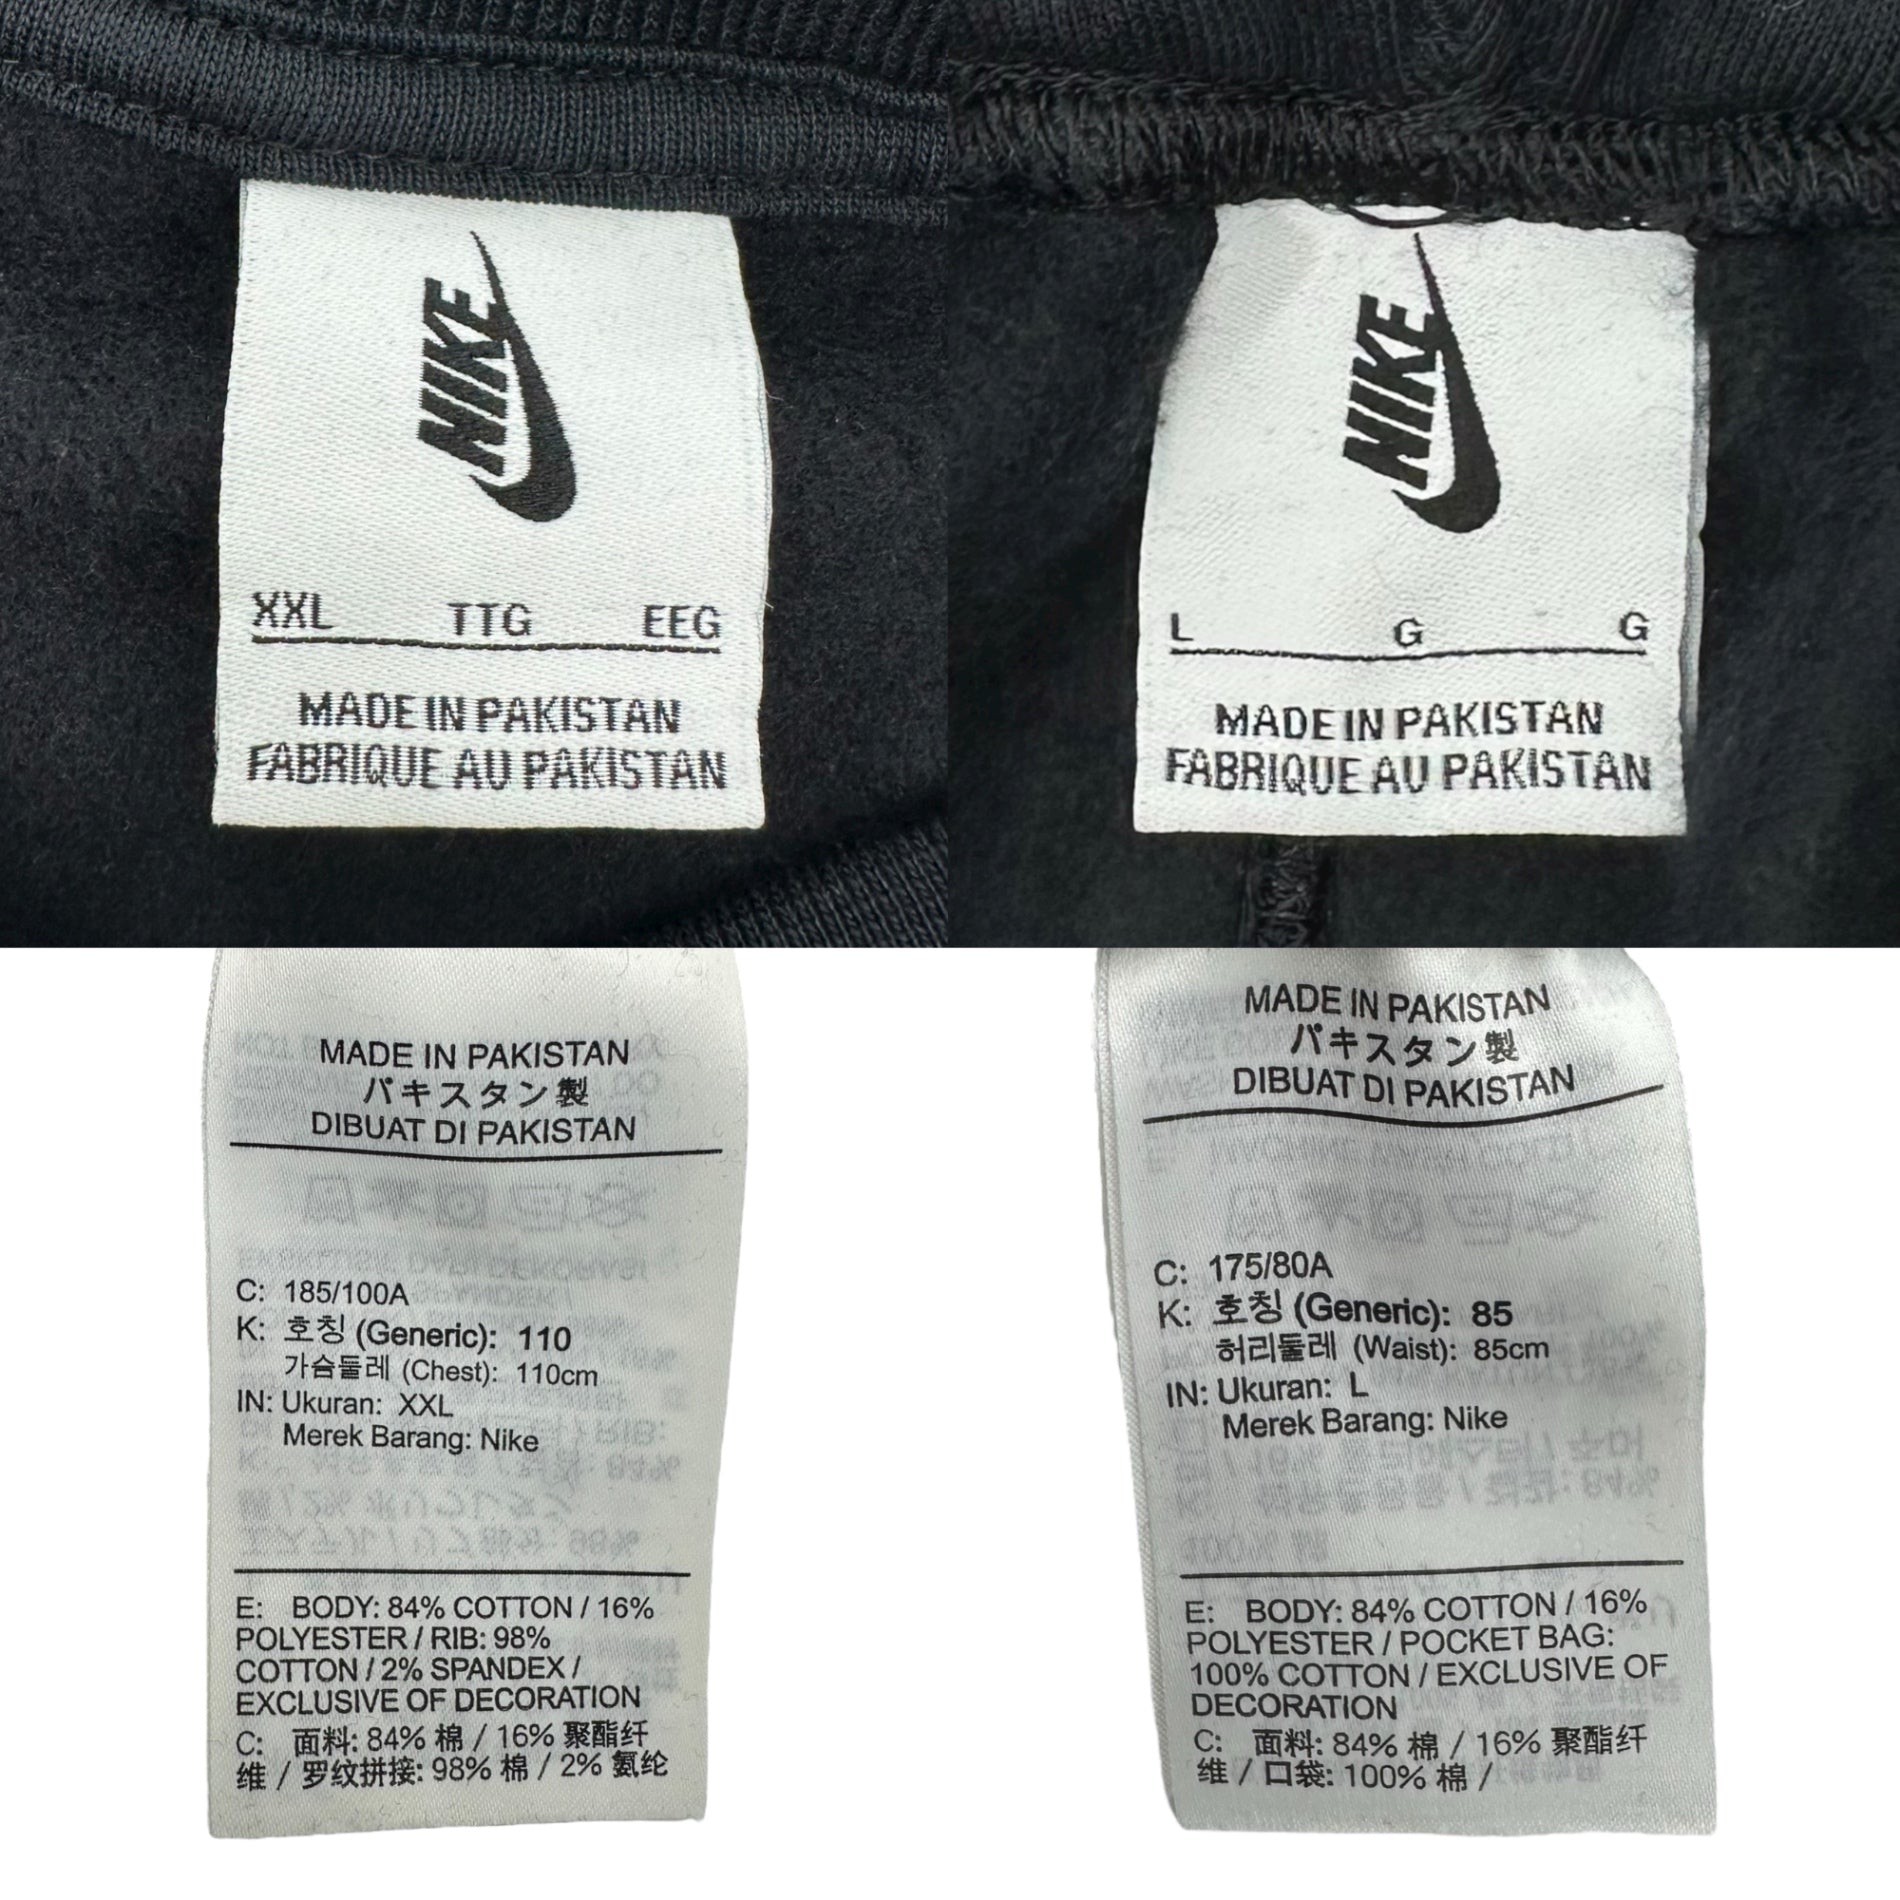 NIKE
XXL TTG EEG
MADE IN PAKISTAN
FABRIQUE AU PAKISTAN
NIKE
L G G
MADE IN PAKISTAN
FABRIQUE AU PAKISTAN
MADE IN PAKISTAN
パキスタン製
DIBUAT DI PAKISTAN
C: 185/100A
K: 호칭 (Generic): 110
가슴둘레 (Chest): 110cm
IN: Ukuran: XXL
Merek Barang: Nike
E: BODY: 84% COTTON / 16%
POLYESTER / RIB: 98%
COTTON / 2% SPANDEX /
EXCLUSIVE OF DECORATION
C: 面料: 84% 棉 / 16% 聚酯纤
维 / 罗纹拼接: 98% 棉 / 2% 氨纶
MADE IN PAKISTAN
パキスタン製
DIBUAT DI PAKISTAN
C: 175/80A
K: 호칭 (Generic): 85
허리둘레 (Waist): 85cm
IN: Ukuran: L
Merek Barang: Nike
E: BODY: 84% COTTON / 16%
POLYESTER / POCKET BAG:
100% COTTON / EXCLUSIVE OF
DECORATION
C: 面料: 84% 棉 / 16% 聚酯纤
维 / 口袋: 100% 棉 /